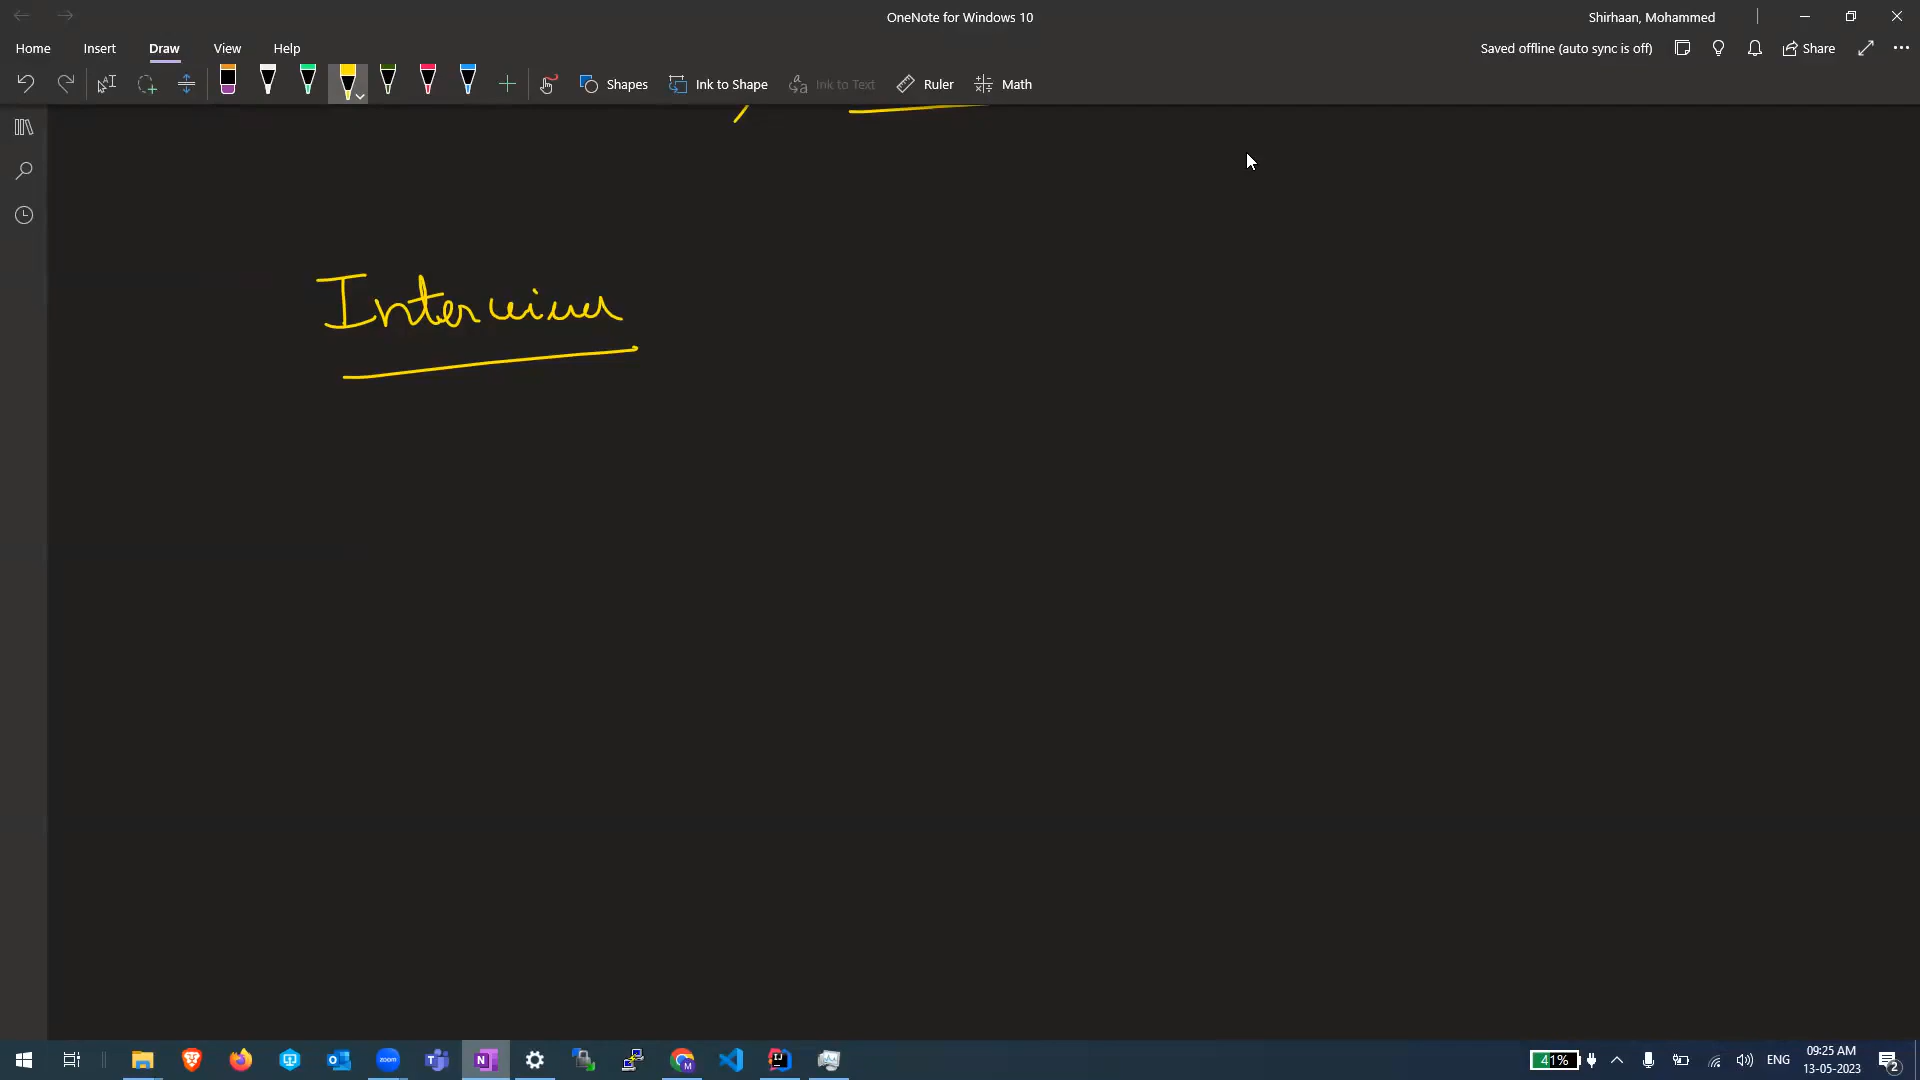 OneNote for Windows 10
Shirhaan, Mohammed
Home Insert Draw View Help
Saved offline (auto sync is off) Share
Shapes Ink to Shape Ink to Text Ruler Math
Interview
41% ENG 09:25 AM
13-05-2023
2